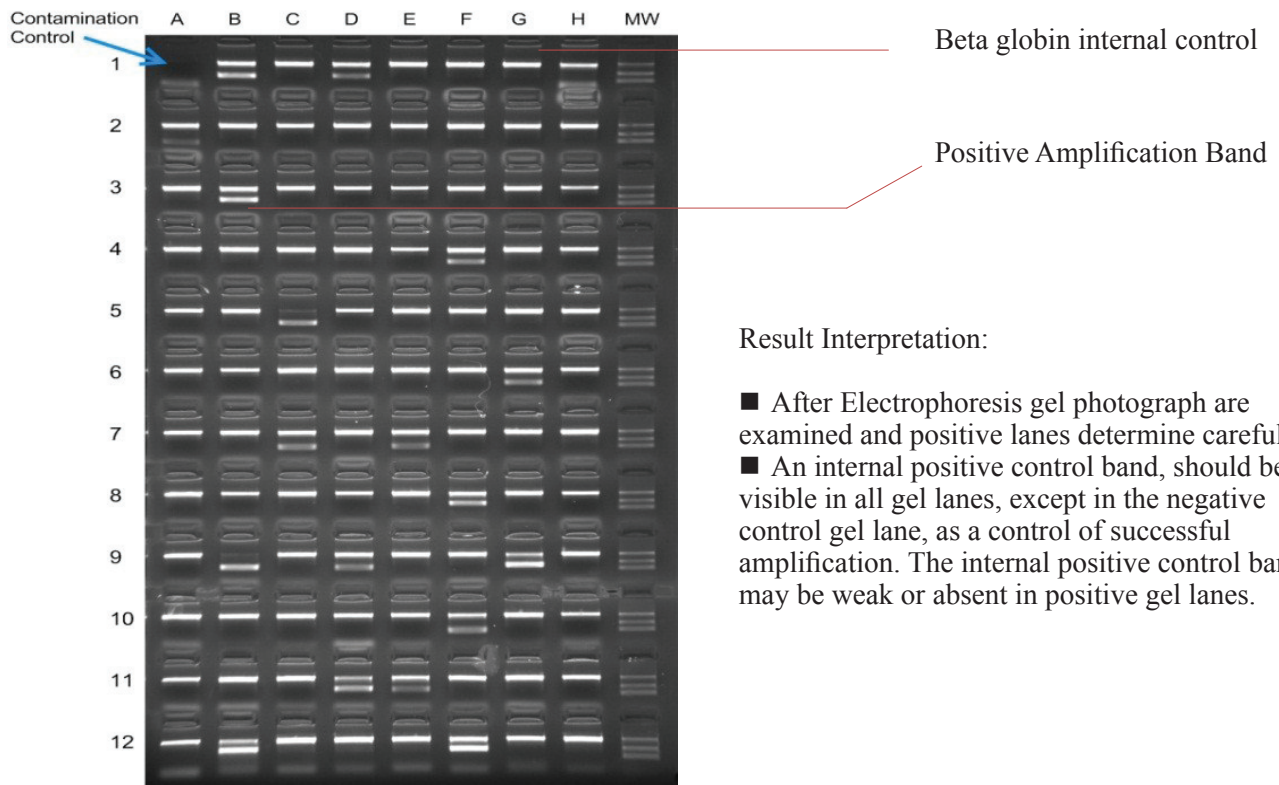 Contamination
Control
A B C D E F G H MW
1
2
3
4
5
6
7
8
9
10
11
12
Beta globin internal control
Positive Amplification Band
Result Interpretation:
■ After Electrophoresis gel photograph are
examined and positive lanes determine careful
■ An internal positive control band, should be
visible in all gel lanes, except in the negative
control gel lane, as a control of successful
amplification. The internal positive control ban
may be weak or absent in positive gel lanes.